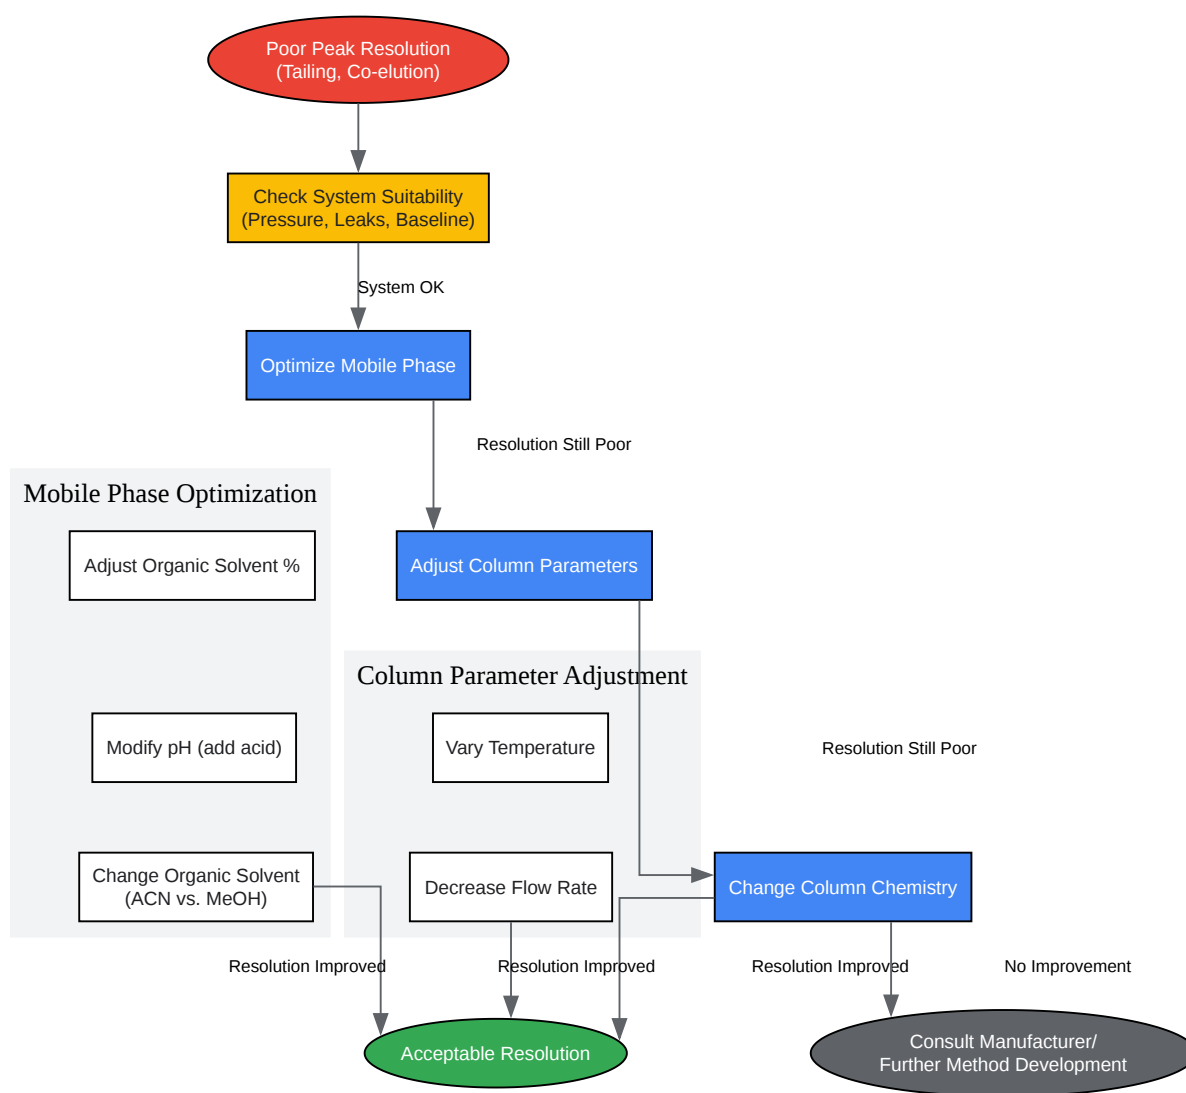 Poor Peak Resolution
(Tailing, Co-elution)
Check System Suitability
(Pressure, Leaks, Baseline)
System OK
Optimize Mobile Phase
Resolution Still Poor
Mobile Phase Optimization
Adjust Organic Solvent %
Adjust Column Parameters
Column Parameter Adjustment
Modify pH (add acid)
Vary Temperature
Resolution Still Poor
Change Organic Solvent
(ACN vs. MeOH)
Decrease Flow Rate
Change Column Chemistry
Resolution Improved
Resolution Improved
Resolution Improved
No Improvement
Acceptable Resolution
Consult Manufacturer/
Further Method Development